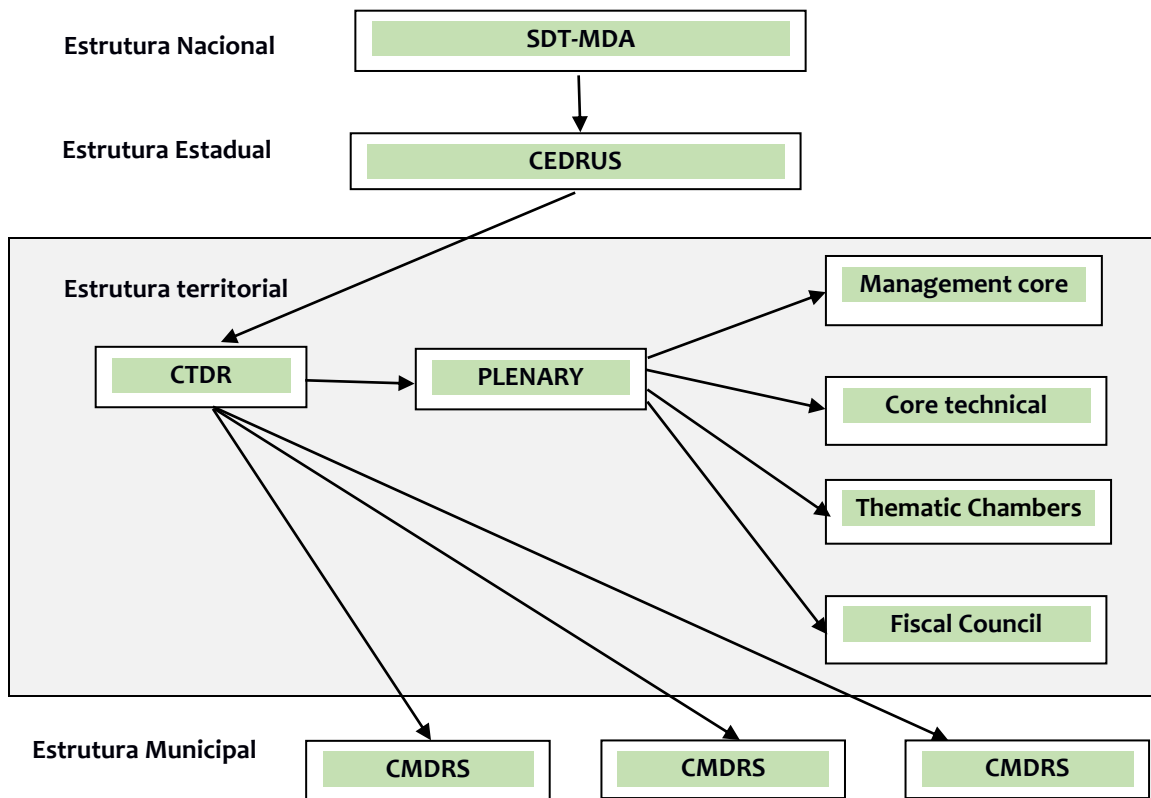 Estrutura Nacional
SDT-MDA
Estrutura Estadual
CEDRUS
Estrutura territorial
Management core
CTDR
PLENARY
Core technical
Thematic Chambers
Fiscal Council
Estrutura Municipal
CMDRS
CMDRS
CMDRS